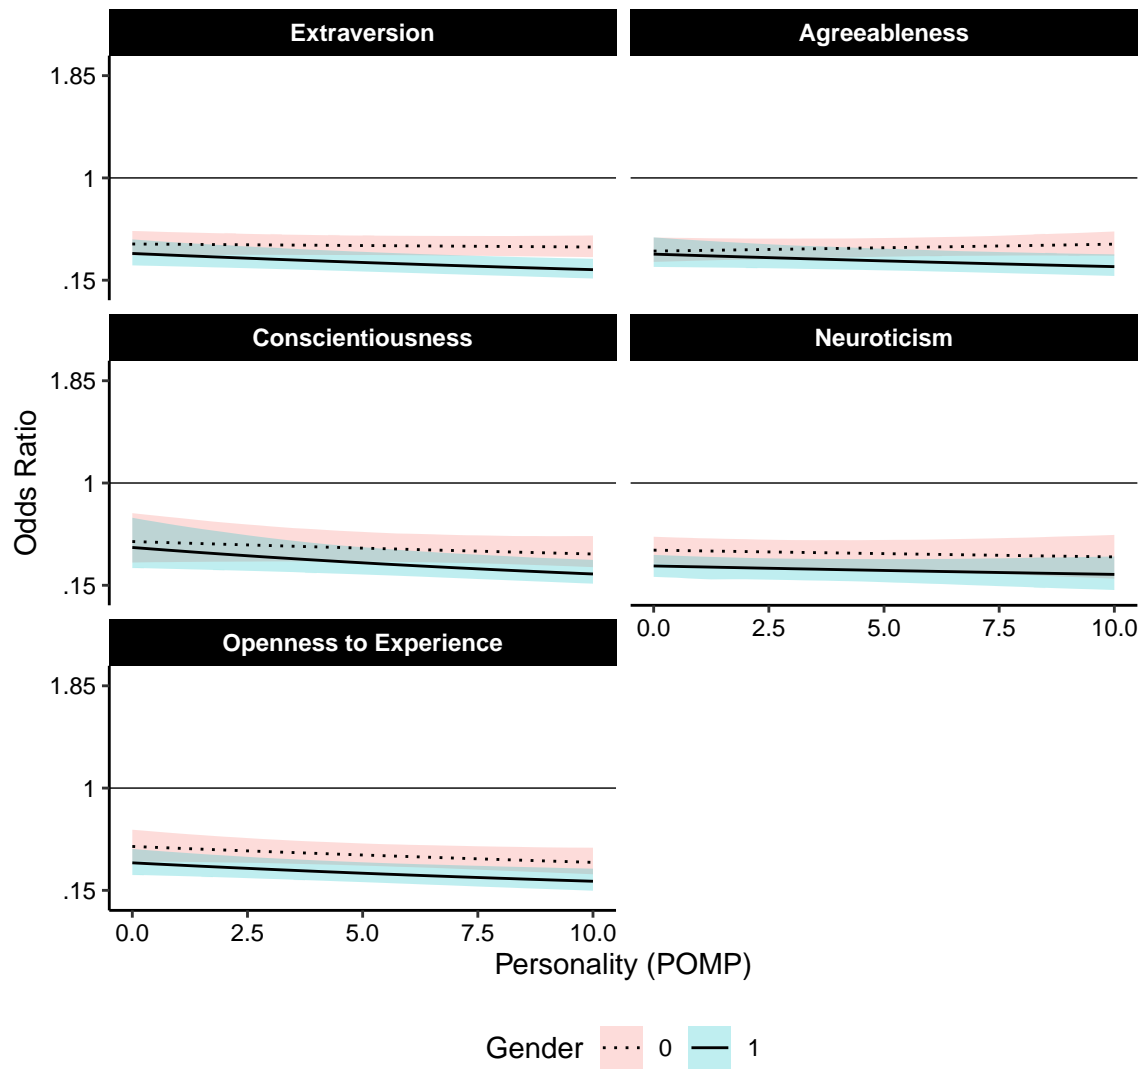 Extraversion
Agreeableness
1.85
1
.15
Conscientiousness
Neuroticism
1.85
1
.15
0.0 2.5 5.0 7.5 10.0
Openness to Experience
1.85
1
.15
0.0 2.5 5.0 7.5 10.0
Odds Ratio
Personality (POMP)
Gender 0 1